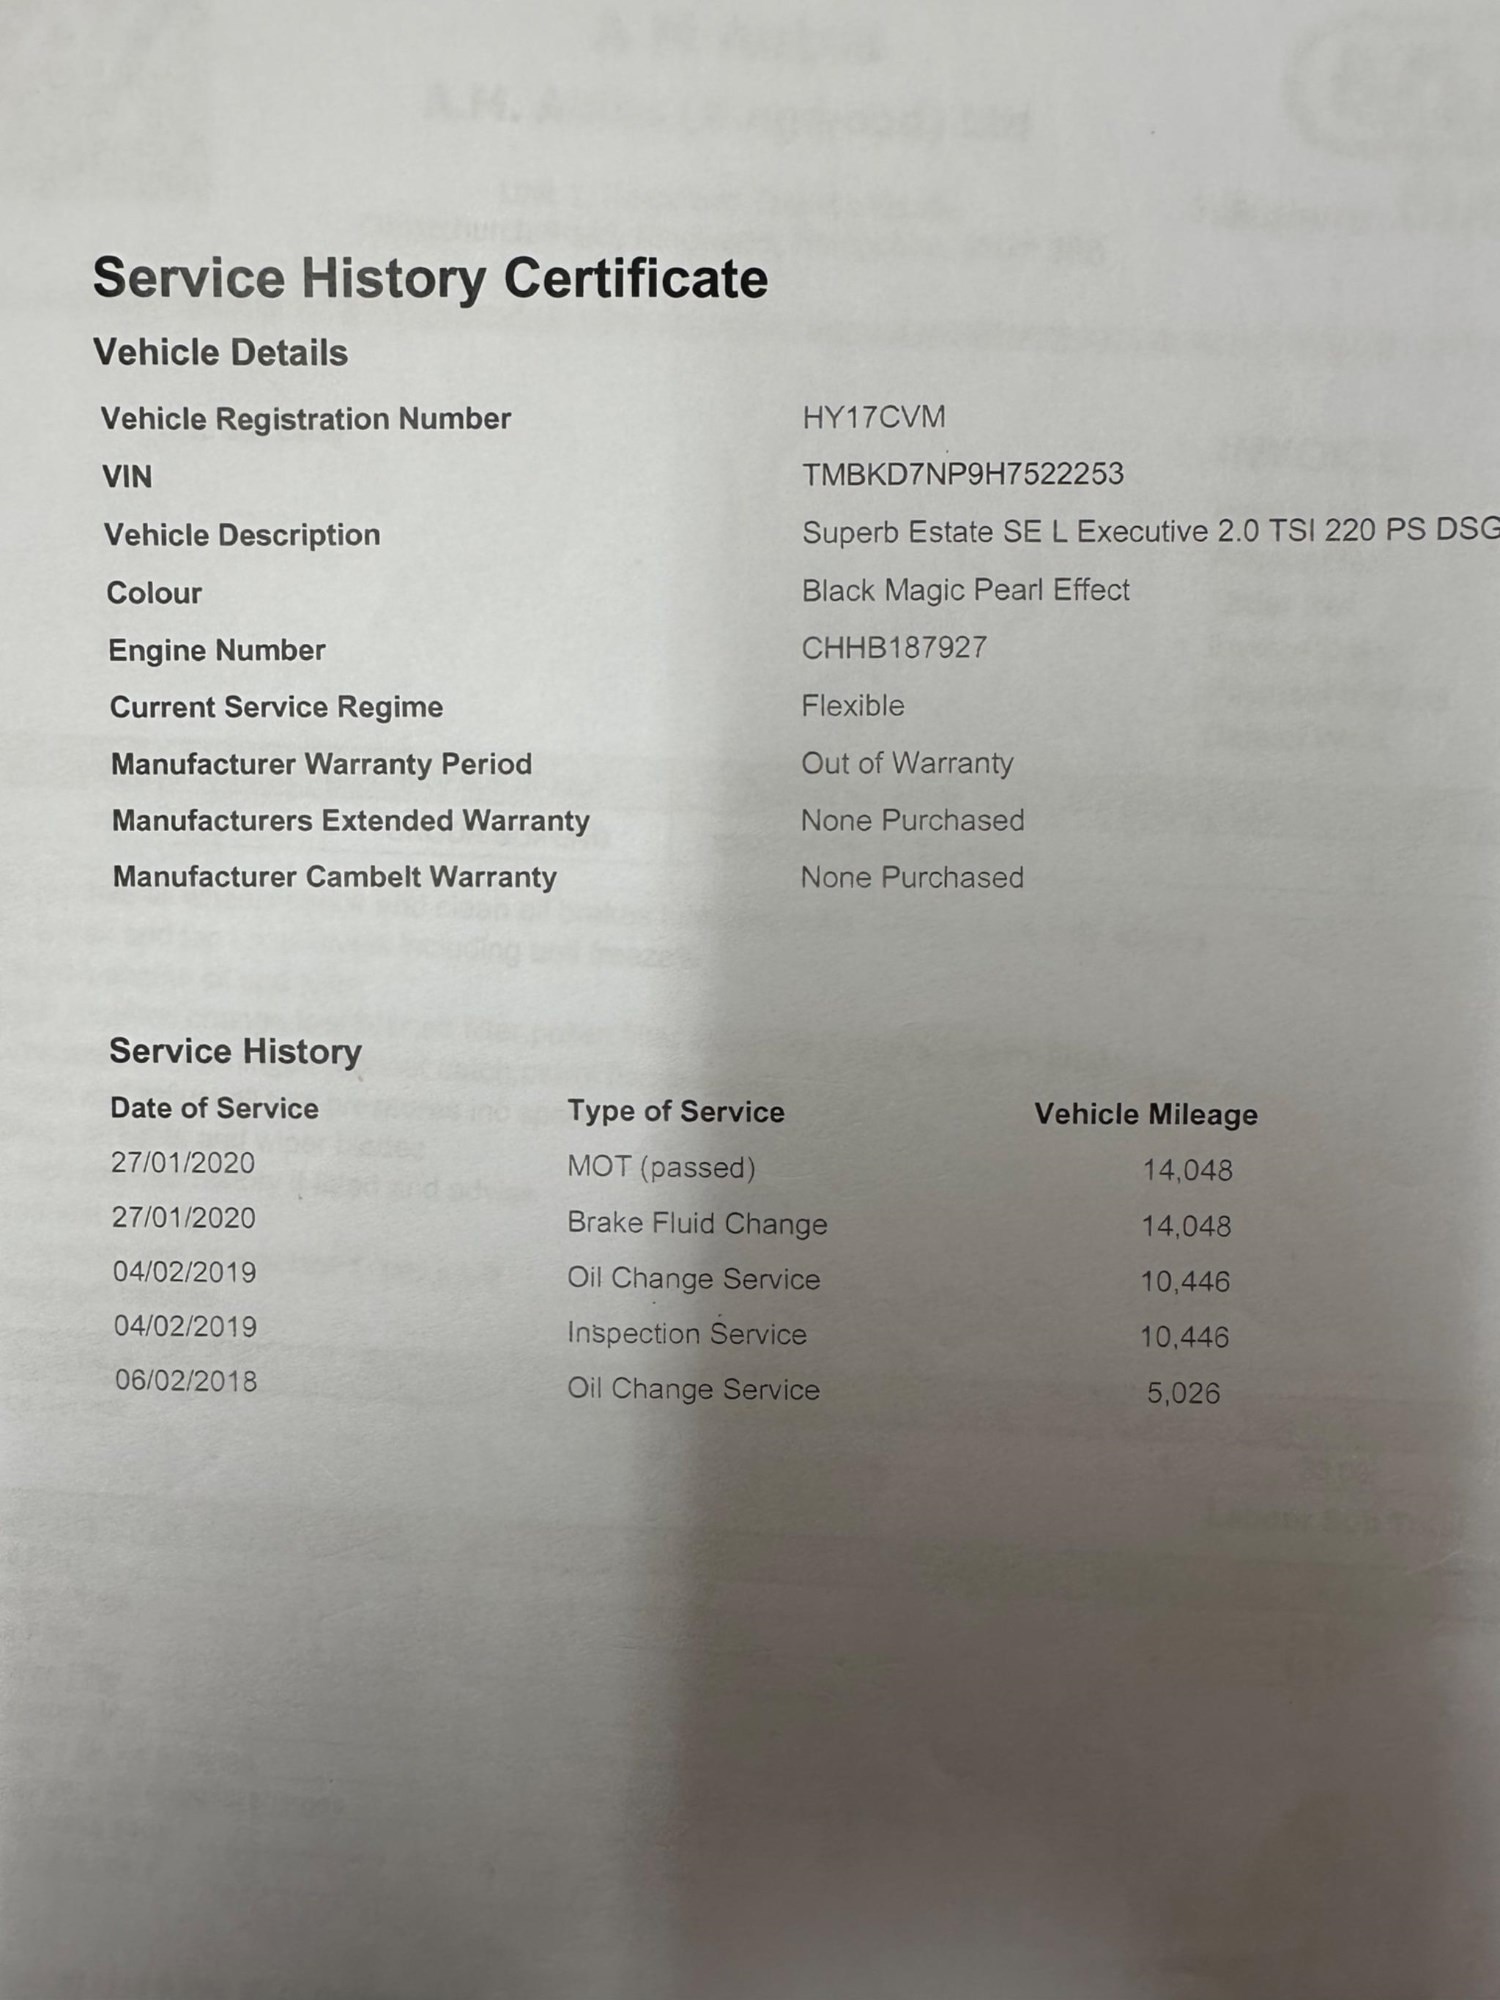 Service History Certificate
Vehicle Details
Vehicle Registration Number HY17CVM
VIN TMBKD7NP9H7522253
Vehicle Description Superb Estate SE L Executive 2.0 TSI 220 PS DSG
Colour Black Magic Pearl Effect
Engine Number CHHB187927
Current Service Regime Flexible
Manufacturer Warranty Period Out of Warranty
Manufacturers Extended Warranty None Purchased
Manufacturer Cambelt Warranty None Purchased
Service History
Date of Service Type of Service Vehicle Mileage
27/01/2020 MOT (passed) 14,048
27/01/2020 Brake Fluid Change 14,048
04/02/2019 Oil Change Service 10,446
04/02/2019 Inspection Service 10,446
06/02/2018 Oil Change Service 5,026